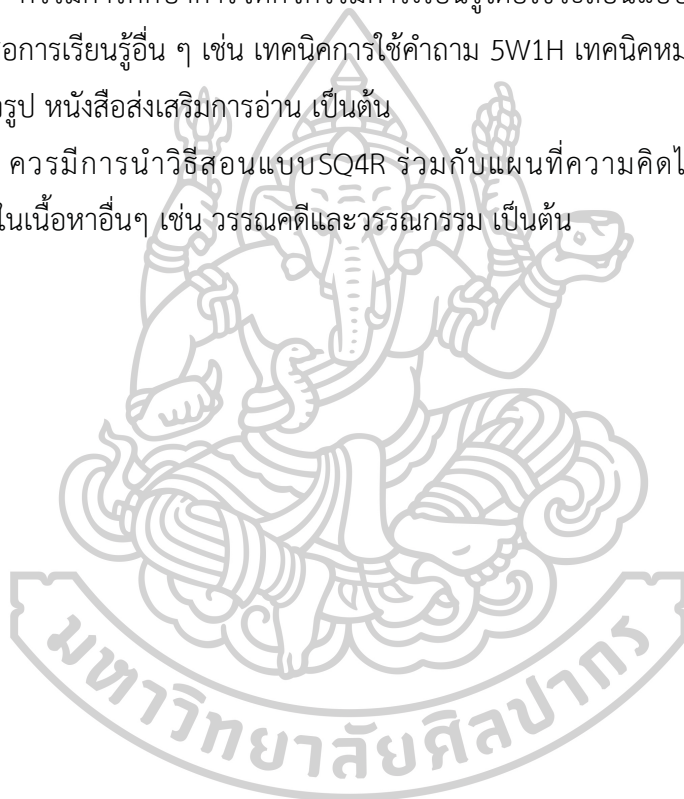 สื่อการเรียนรู้อื่น ๆ เช่น เทคนิคการใช้คำถาม 5W1H เทคนิคหม
รูป หนังสือส่งเสริมการอ่าน เป็นต้น
ควรมีการนำวิธีสอนแบบSQ4R ร่วมกับแผนที่ความคิดไ
ในเนื้อหาอื่นๆ เช่น วรรณคดีและวรรณกรรม เป็นต้น
มหาวิทยาลัยศิลปากร